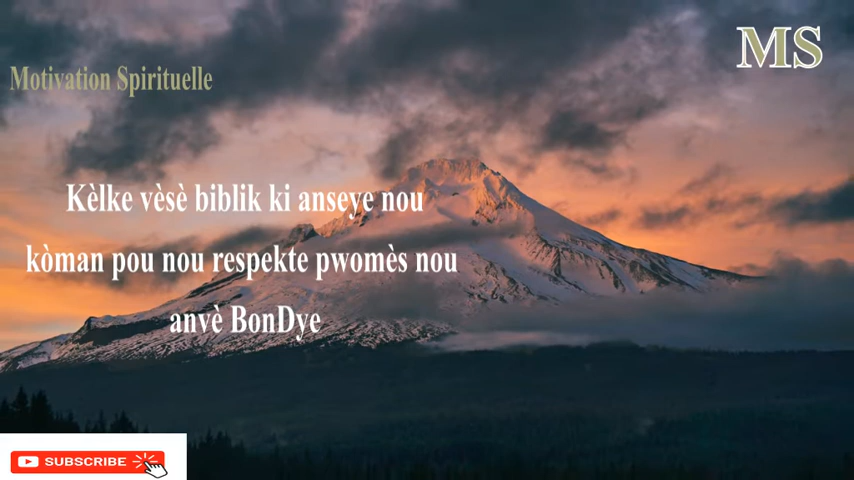 MS
Motivation Spirituelle
Kèlke vèsè biblik ki anseye nou
kòman pou nou respekte pwomès nou
anvè BonDye
SUBSCRIBE